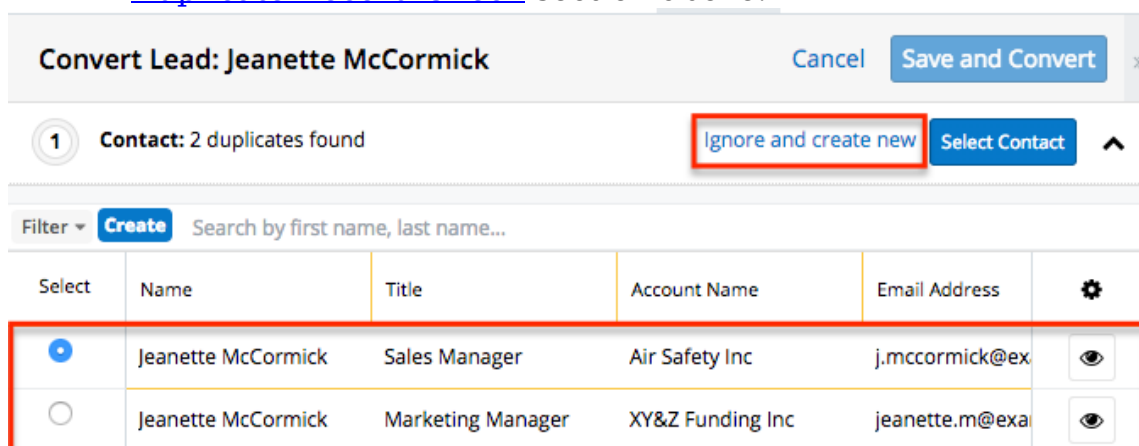 Convert Lead: Jeanette McCormick Cancel Save and Convert
1 Contact: 2 duplicates found Ignore and create new Select Contact
Filter Create Search by first name, last name...
Select Name Title Account Name Email Address
Jeanette McCormick Sales Manager Air Safety Inc j.mccormick@ex
Jeanette McCormick Marketing Manager XY&Z Funding Inc jeanette.m@exa